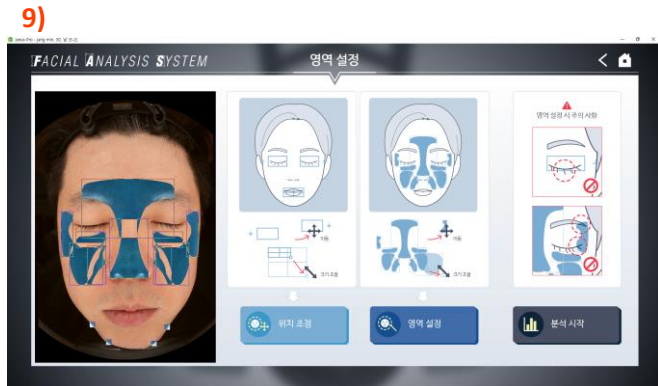 9)
FACIAL ANALYSIS SYSTEM
영역 설정
영역 설정 시 주의 사항
이동
크기 조절
이동
크기 조절
위치 조정
영역 설정
분석 시작